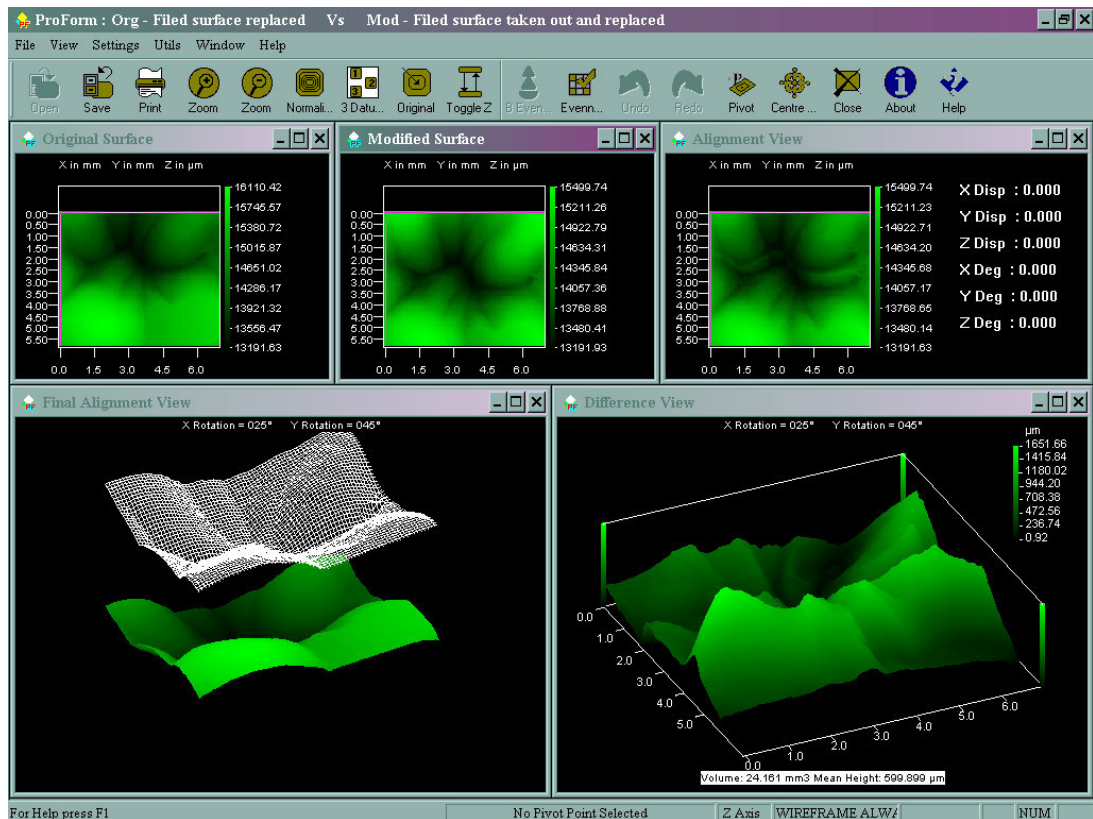 ProForm : Org - Filed surface replaced Vs Mod - Filed surface taken out and replaced
File View Settings Utils Window Help
Open Save Print Zoom Zoom Normali... 3 Datu... Original Toggle Z B Even... Evenn... Undo Redo Pivot Centre ... Close About Help
Original Surface
X in mm Y in mm Z in µm
16110.42
15745.57
15380.72
15015.87
14651.02
14286.17
13921.32
13556.47
13191.63
0.00
0.50
1.00
1.50
2.00
2.50
3.00
3.50
4.00
4.50
5.00
5.50
0.0 1.5 3.0 4.5 6.0
Modified Surface
X in mm Y in mm Z in µm
15499.74
15211.26
14922.79
14634.31
14345.84
14057.36
13768.88
13480.41
13191.93
0.00
0.50
1.00
1.50
2.00
2.50
3.00
3.50
4.00
4.50
5.00
5.50
0.0 1.5 3.0 4.5 6.0
Alignment View
X in mm Y in mm Z in µm
15499.74
15211.23
14922.71
14634.20
14345.68
14057.17
13768.65
13480.14
13191.63
0.00
0.50
1.00
1.50
2.00
2.50
3.00
3.50
4.00
4.50
5.00
5.50
0.0 1.5 3.0 4.5 6.0
X Disp : 0.000
Y Disp : 0.000
Z Disp : 0.000
X Deg : 0.000
Y Deg : 0.000
Z Deg : 0.000
Final Alignment View
X Rotation = 025° Y Rotation = 045°
Difference View
X Rotation = 025° Y Rotation = 045°
µm
1651.66
1415.84
1180.02
944.20
708.38
472.56
236.74
0.92
0.0
1.0
2.0
3.0
4.0
5.0
0.0 1.0 2.0 3.0 4.0 5.0 6.0
Volume: 24.161 mm3 Mean Height: 599.899 µm
For Help press F1 No Pivot Point Selected Z Axis WIREFRAME ALWA NUM